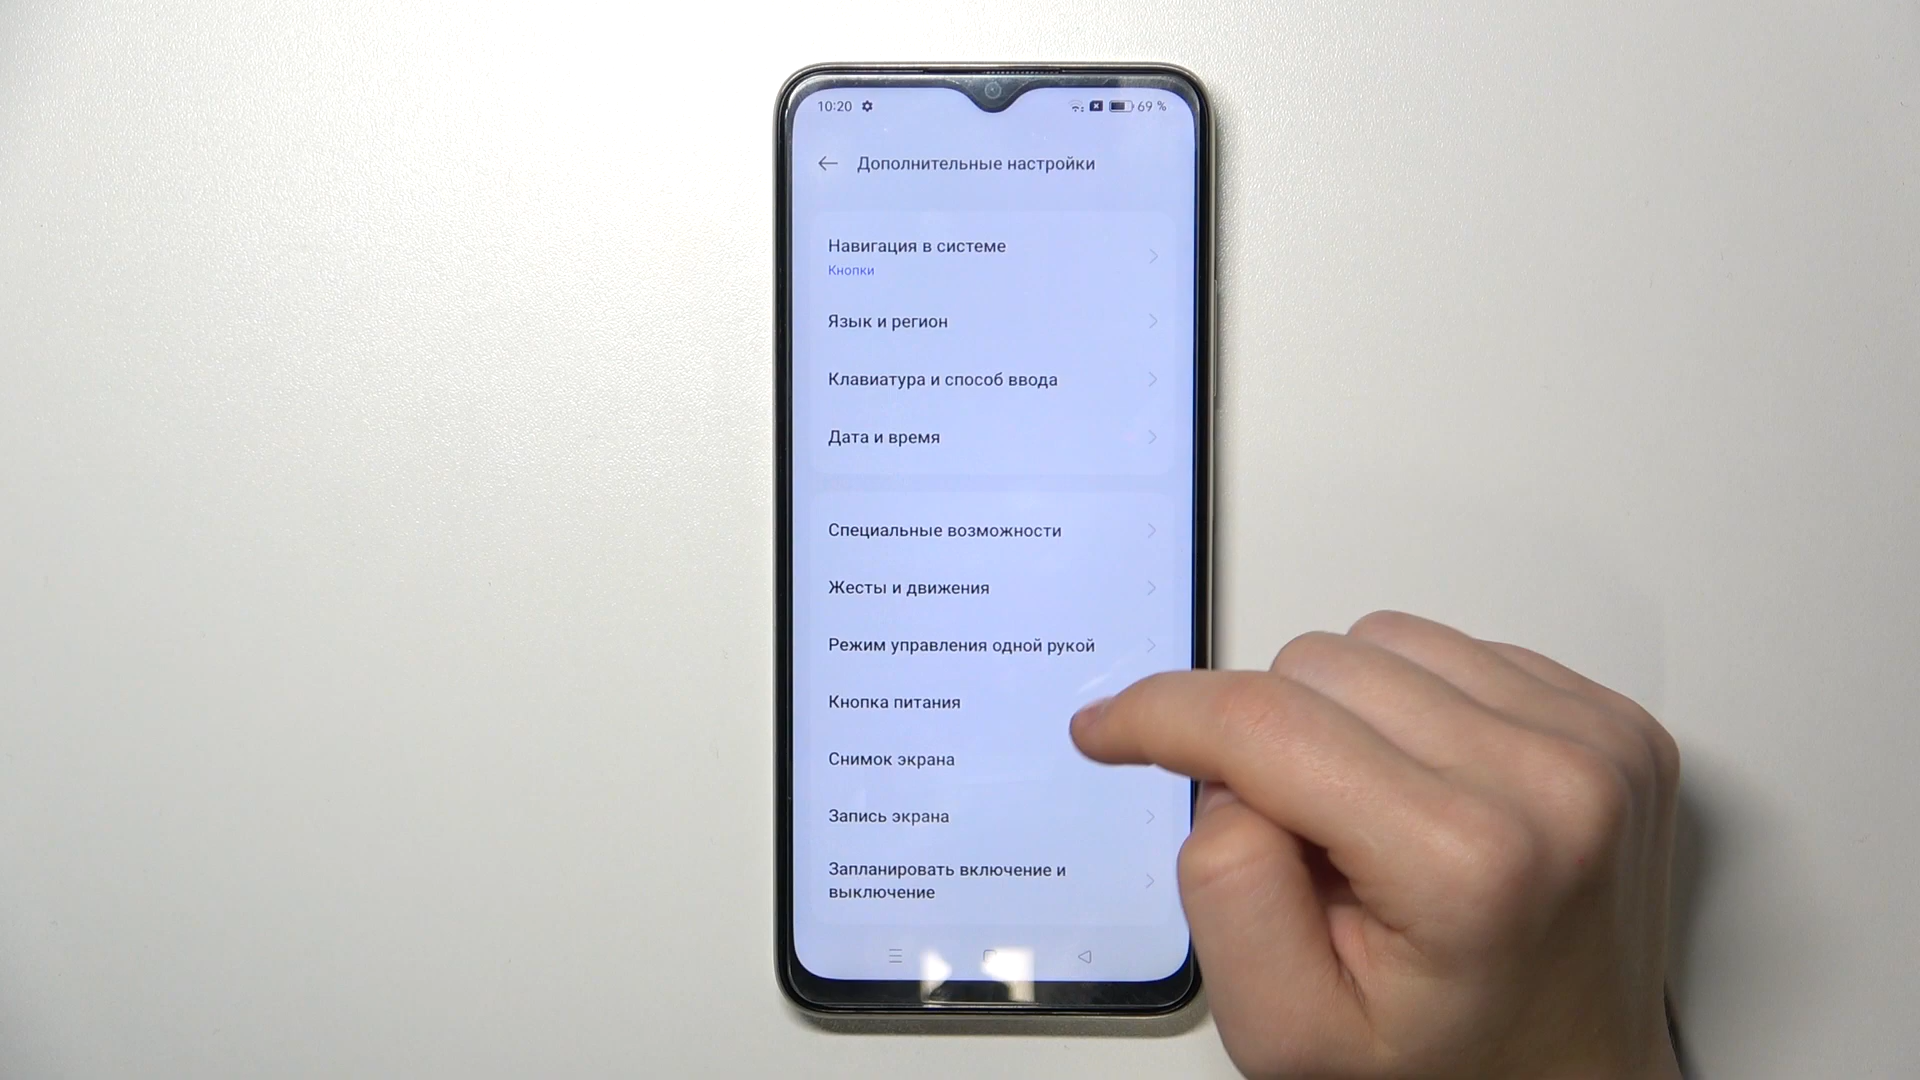 10:20 69 %
Дополнительные настройки
Навигация в системе
Кнопки
Язык и регион
Клавиатура и способ ввода
Дата и время
Специальные возможности
Жесты и движения
Режим управления одной рукой
Кнопка питания
Снимок экрана
Запись экрана
Запланировать включение и
выключение